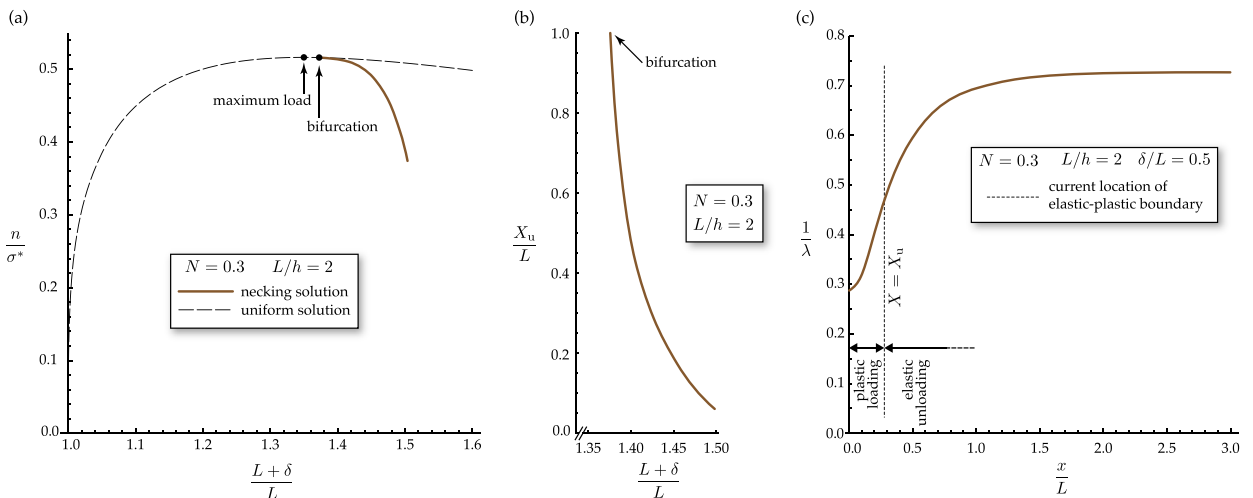 (a)
0.5
0.4
0.3
0.2
0.1
0.0
n/σ*
1.0
1.1
1.2
1.3
1.4
1.5
1.6
L + δ
L
maximum load
bifurcation
N = 0.3 L/h = 2
necking solution
uniform solution
(b)
1.0
0.8
0.6
0.4
0.2
0.0
X_u/L
1.35
1.40
1.50
L + δ
L
bifurcation
N = 0.3
L/h = 2
(c)
0.8
0.7
0.6
0.5
0.4
0.3
0.2
0.1
0.0
1/λ
0.0
0.5
1.0
1.5
2.0
2.5
3.0
x/L
N = 0.3 L/h = 2 δ/L = 0.5
current location of
elastic-plastic boundary
X = X_u
plastic
loading
elastic
unloading